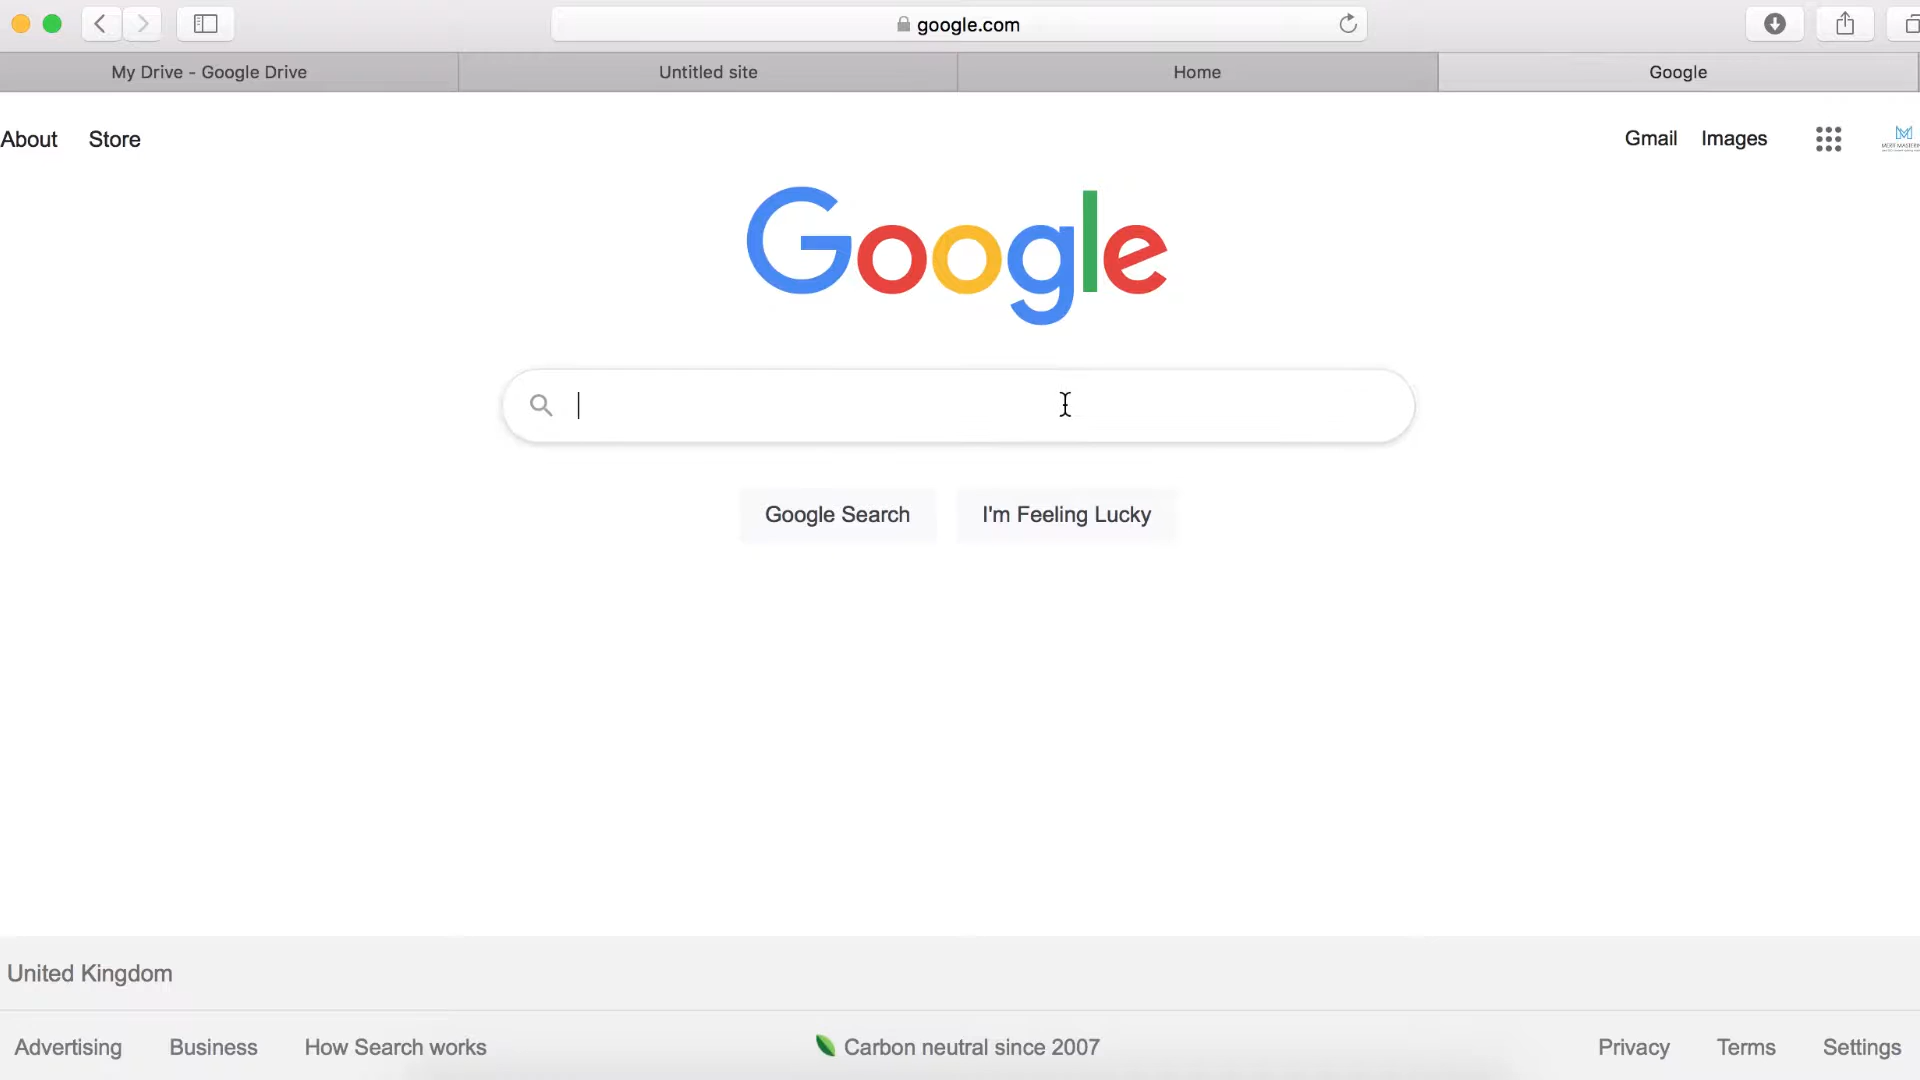 google.com
My Drive - Google Drive
Untitled site
Home
Google
About
Store
Gmail
Images
Google
Google Search
I'm Feeling Lucky
United Kingdom
Advertising
Business
How Search works
Carbon neutral since 2007
Privacy
Terms
Settings